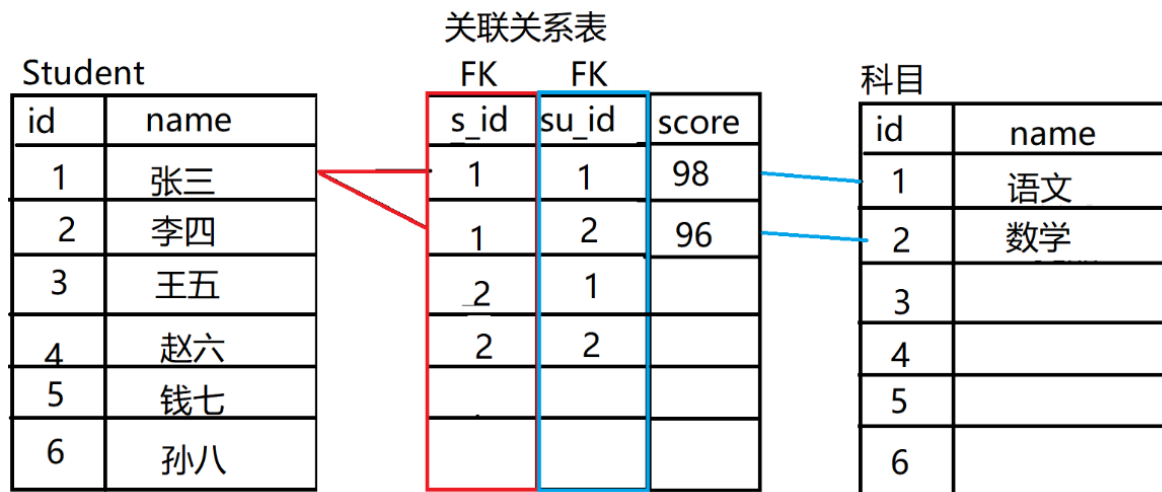 关联关系表
Student FK FK 科目
id name s_id su_id score id name
1 张三 1 1 98 1 语文
2 李四 1 2 96 2 数学
3 王五 2 1 3
4 赵六 2 2 4
5 钱七 5
6 孙八 6